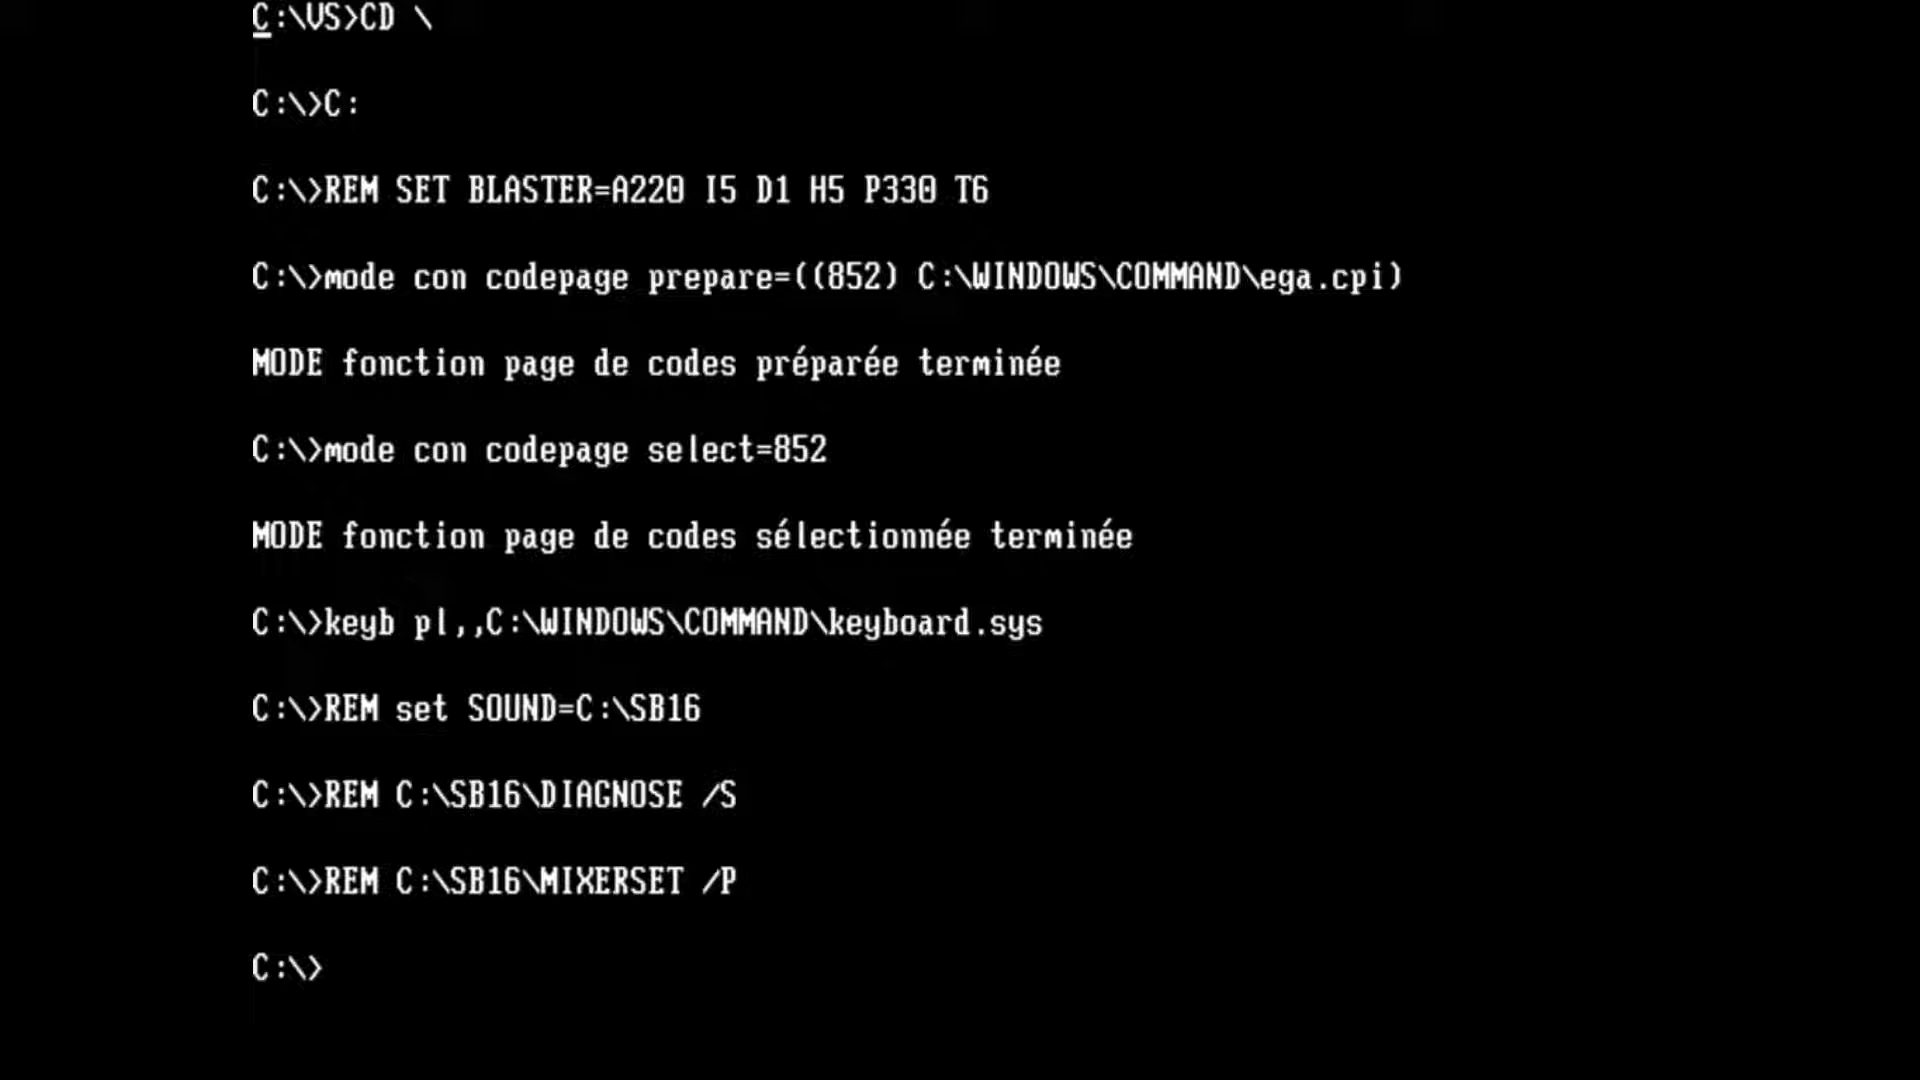 C:\VS>CD \
C:\>C:
C:\>REM SET BLASTER=A220 I5 D1 H5 P330 T6
C:\>mode con codepage prepare=((852) C:\WINDOWS\COMMAND\ega.cpi)
MODE fonction page de codes préparée terminée
C:\>mode con codepage select=852
MODE fonction page de codes sélectionnée terminée
C:\>keyb pl,,C:\WINDOWS\COMMAND\keyboard.sys
C:\>REM set SOUND=C:\SB16
C:\>REM C:\SB16\DIAGNOSE /S
C:\>REM C:\SB16\MIXERSET /P
C:\>